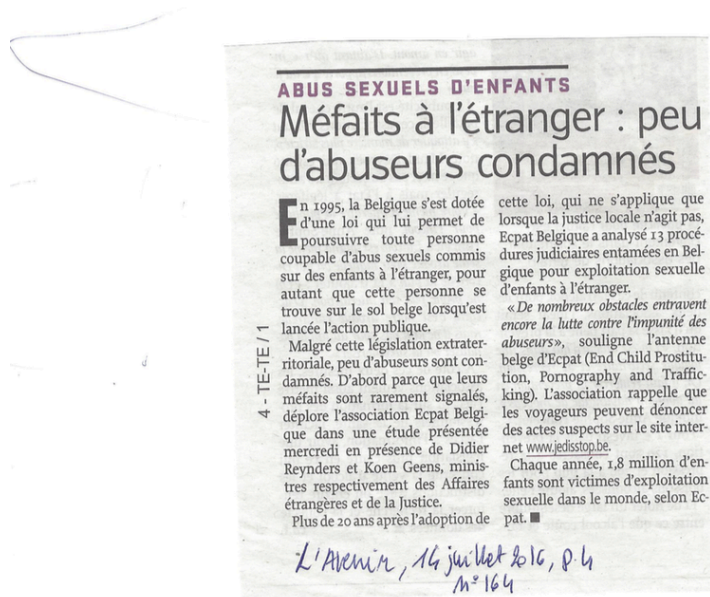 ABUS SEXUELS D'ENFANTS
Méfaits à l'étranger : peu
d'abuseurs condamnés
En 1995, la Belgique s'est dotée
d'une loi qui lui permet de
poursuivre toute personne
coupable d'abus sexuels commis
sur des enfants à l'étranger, pour
autant que cette personne se
trouve sur le sol belge lorsqu'est
lancée l'action publique.
Malgré cette législation extrater-
ritoriale, peu d'abuseurs sont con-
damnés. D'abord parce que leurs
méfaits sont rarement signalés,
déplore l'association Ecpat Belgi-
que dans une étude présentée
mercredi en présence de Didier
Reynders et Koen Geens, minis-
tres respectivement des Affaires
étrangères et de la Justice.
Plus de 20 ans après l'adoption de
cette loi, qui ne s'applique que
lorsque la justice locale n'agit pas,
Ecpat Belgique a analysé 13 procé-
dures judiciaires entamées en Bel-
gique pour exploitation sexuelle
d'enfants à l'étranger.
«De nombreux obstacles entravent
encore la lutte contre l'impunité des
abuseurs», souligne l'antenne
belge d'Ecpat (End Child Prostitu-
tion, Pornography and Traffic-
king). L'association rappelle que
les voyageurs peuvent dénoncer
des actes suspects sur le site inter-
net www.jedisstop.be.
Chaque année, 1,8 million d'en-
fants sont victimes d'exploitation
sexuelle dans le monde, selon Ec-
pat.
4 - TE-TE / 1
L'Avenir, 14 juillet 2016, p.4
n°164